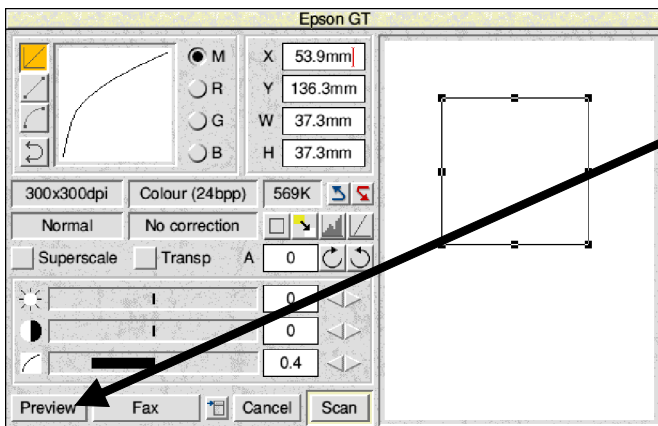 Epson GT
M X 53.9mm
R Y 136.3mm
G W 37.3mm
B H 37.3mm
300x300dpi Colour (24bpp) 569K
Normal No correction
Superscale Transp A 0
0
0
0.4
Preview Fax Cancel Scan